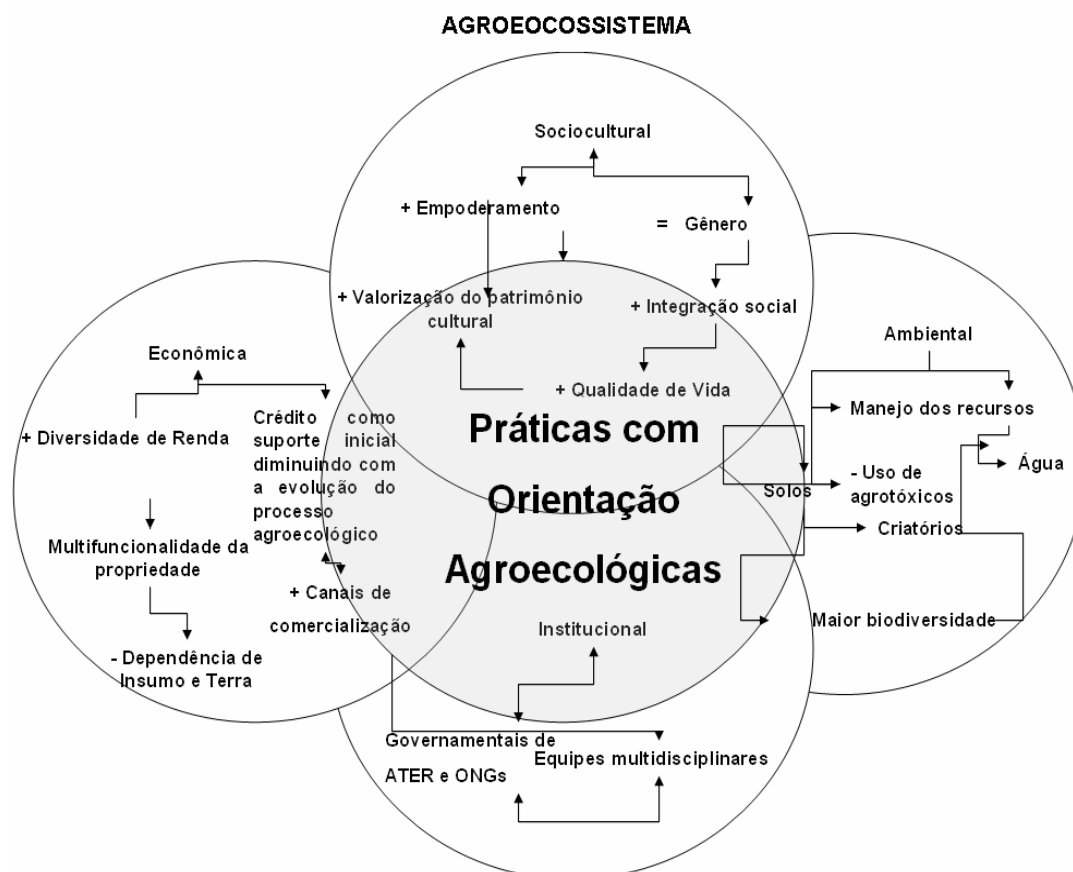 AGROEOCOSSISTEMA
Sociocultural
+ Empoderamento
= Gênero
+ Valorização do patrimônio
cultural
+ Integração social
+ Qualidade de Vida
Econômica
+ Diversidade de Renda
Crédito como
suporte inicial
diminuindo com
a evolução do
processo
agroecológico
Multifuncionalidade da
propriedade
+ Canais de
comercialização
- Dependência de
Insumo e Terra
Práticas com
Orientação
Agroecológicas
Ambiental
Manejo dos recursos
Água
Solos
- Uso de
agrotóxicos
Criatórios
Maior biodiversidade
Institucional
Governamentais de
ATER e ONGs
Equipes multidisciplinares